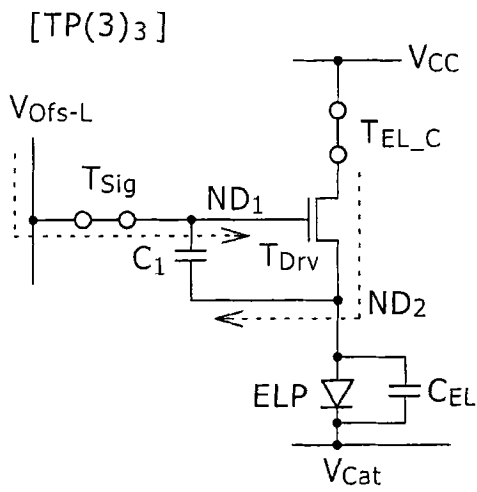 [TP(3)3]
VCC
VOfs-L
TEL_C
TSig
ND1
C1
TDrv
ND2
ELP
CEL
VCat